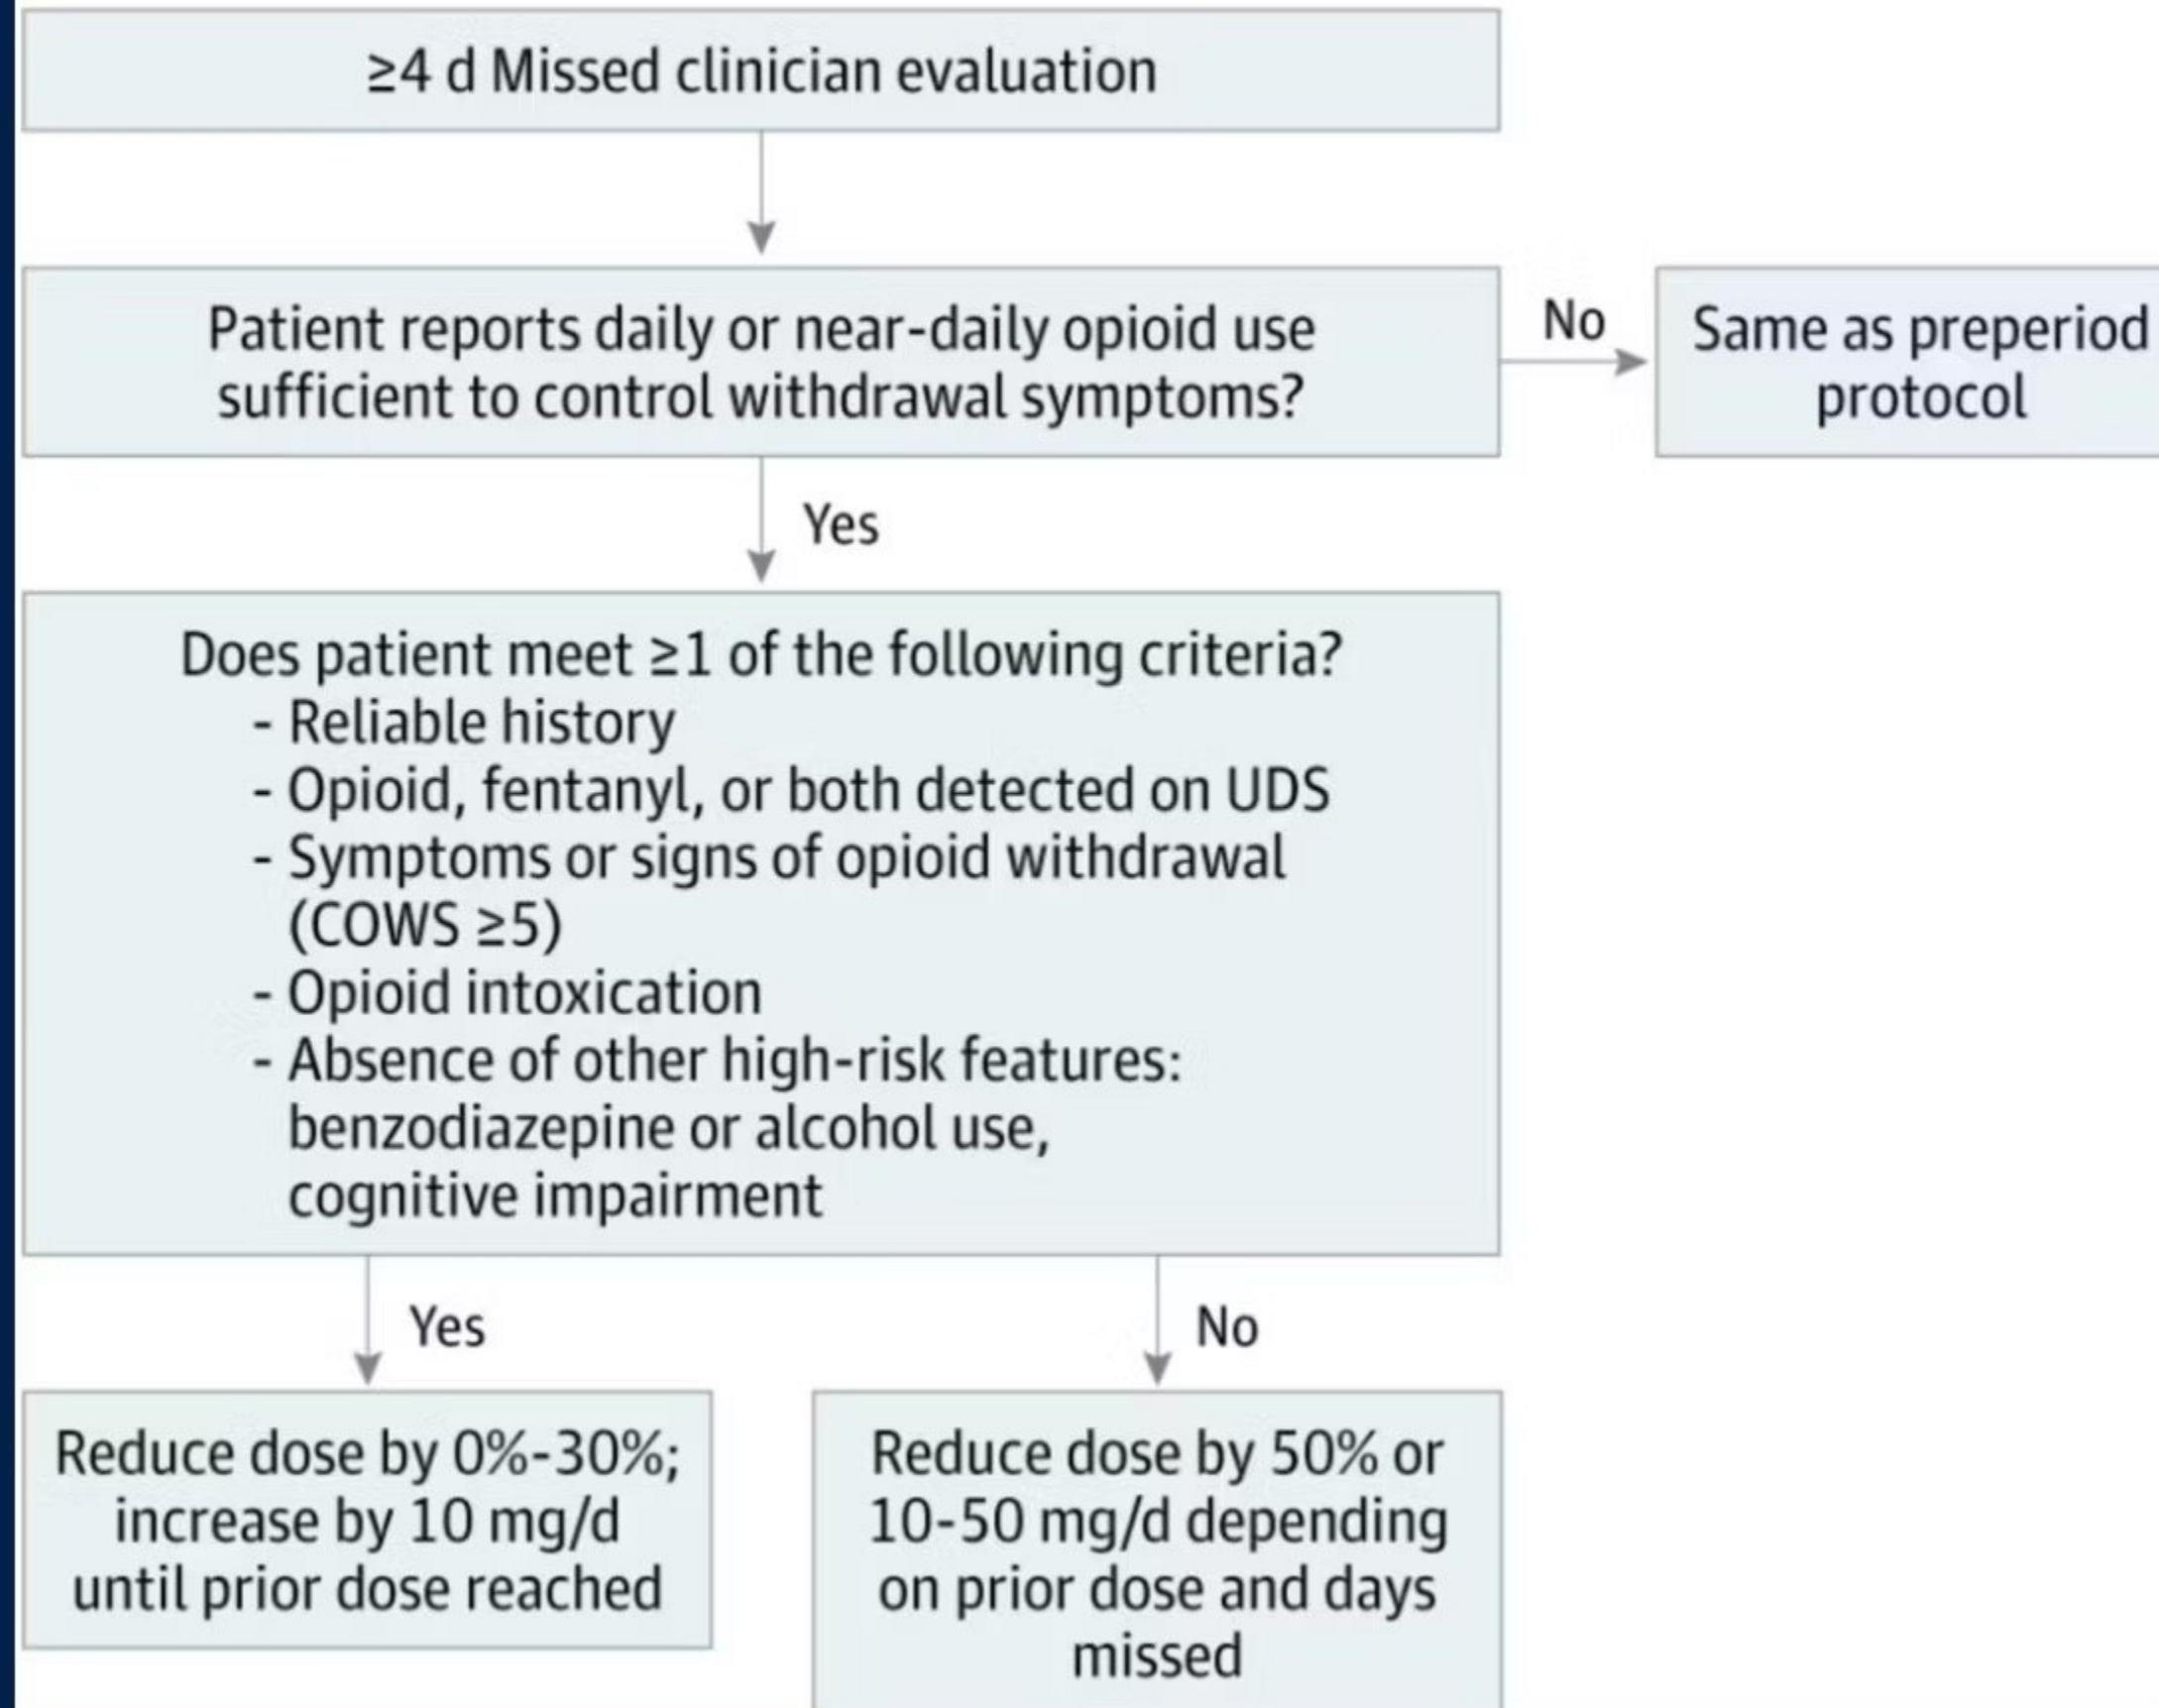 ≥4 d Missed clinician evaluation
Patient reports daily or near-daily opioid use
sufficient to control withdrawal symptoms?
No
Same as preperiod
protocol
Yes
Does patient meet ≥1 of the following criteria?
- Reliable history
- Opioid, fentanyl, or both detected on UDS
- Symptoms or signs of opioid withdrawal
(COWS ≥5)
- Opioid intoxication
- Absence of other high-risk features:
benzodiazepine or alcohol use,
cognitive impairment
Yes
No
Reduce dose by 0%-30%;
increase by 10 mg/d
until prior dose reached
Reduce dose by 50% or
10-50 mg/d depending
on prior dose and days
missed